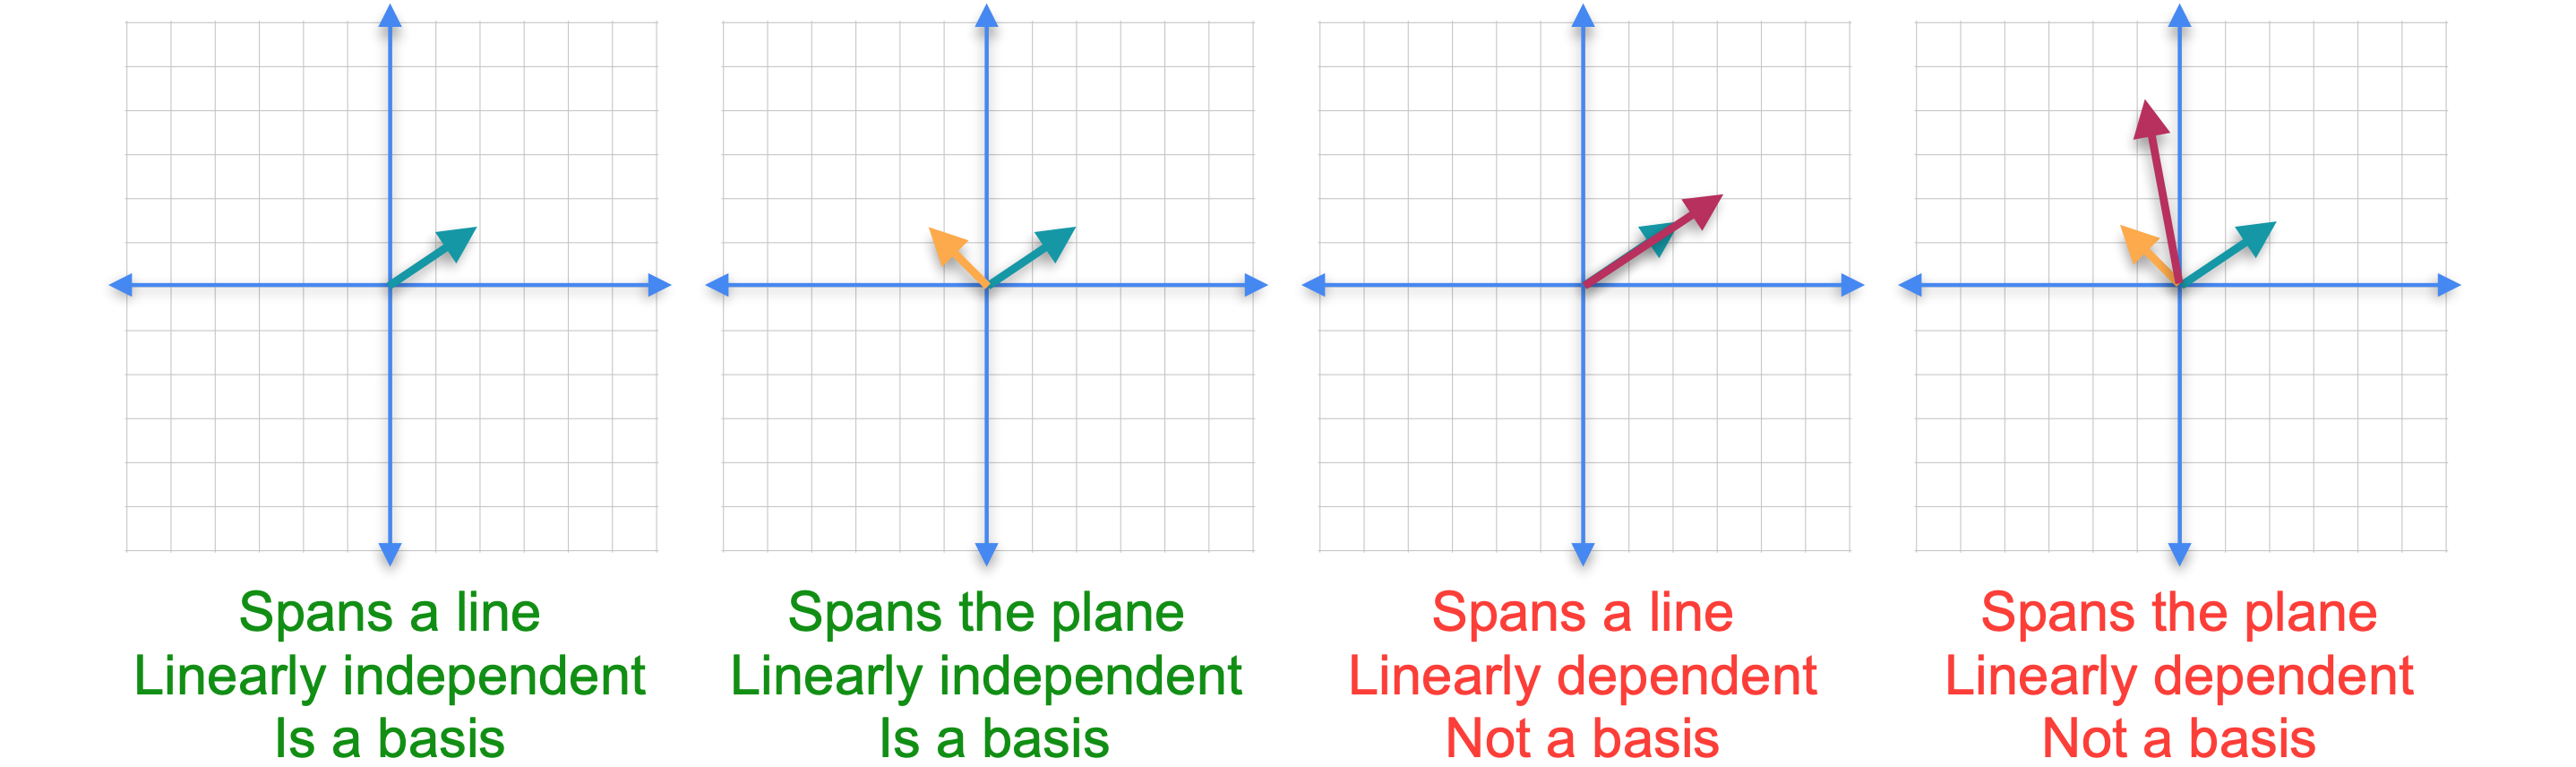 Spans a line
Linearly independent
Is a basis
Spans the plane
Linearly independent
Is a basis
Spans a line
Linearly dependent
Not a basis
Spans the plane
Linearly dependent
Not a basis